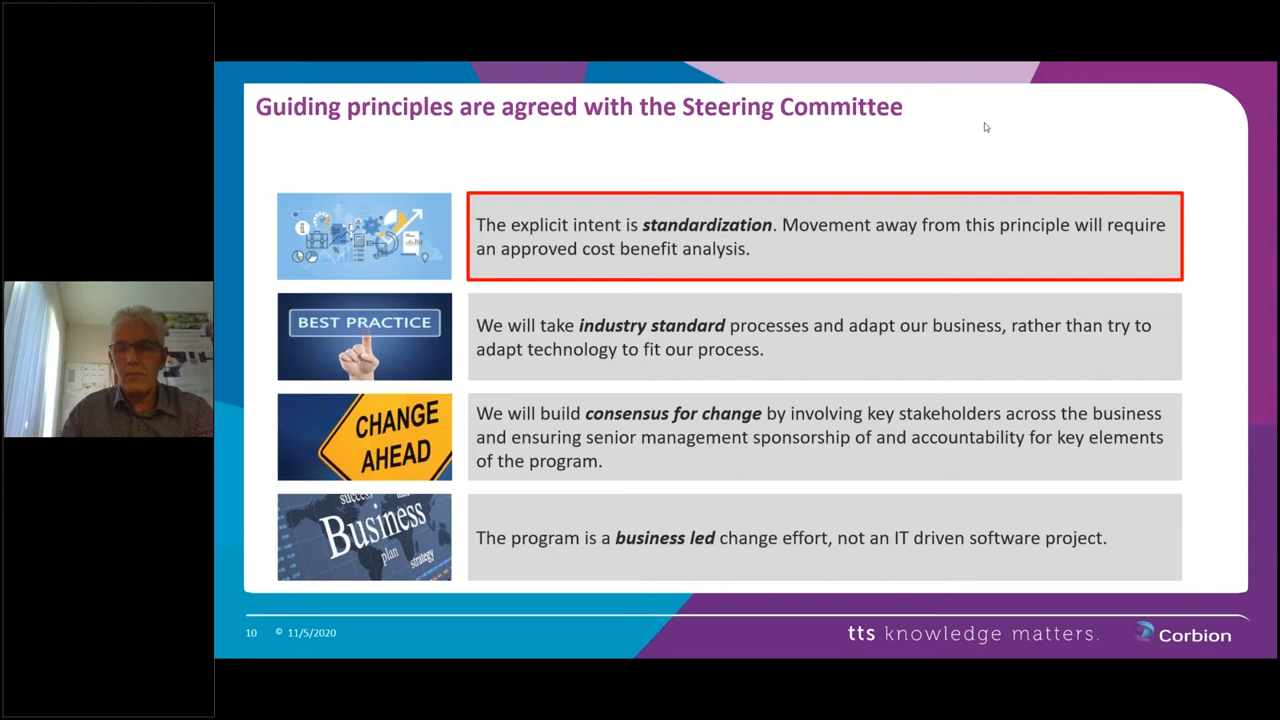 Guiding principles are agreed with the Steering Committee
The explicit intent is standardization. Movement away from this principle will require
an approved cost benefit analysis.
BEST PRACTICE
We will take industry standard processes and adapt our business, rather than try to
adapt technology to fit our process.
CHANGE
AHEAD
We will build consensus for change by involving key stakeholders across the business
and ensuring senior management sponsorship of and accountability for key elements
of the program.
success
Business
plan
strategy
The program is a business led change effort, not an IT driven software project.
10 © 11/5/2020
tts knowledge matters.
Corbion